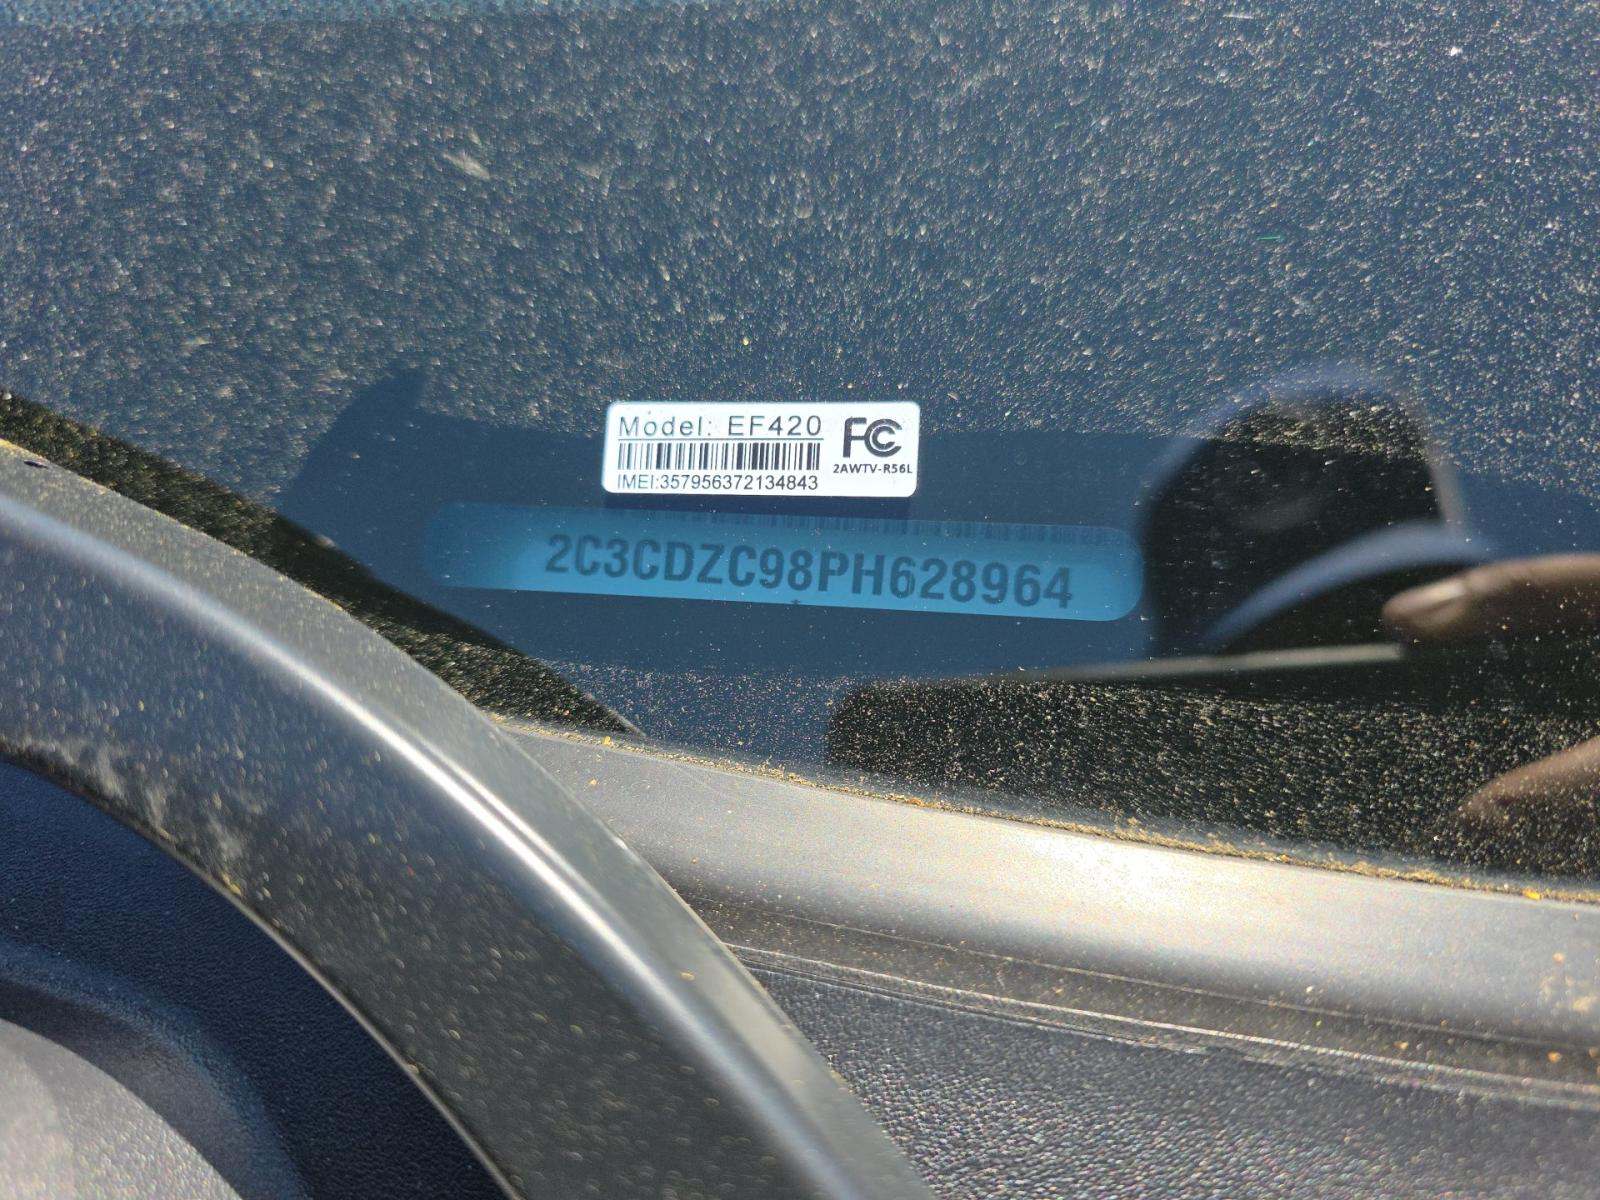 Model: EF420
FC
2AWTV-R56L
IMEI:357956372134843
2C3CDZC98PH628964